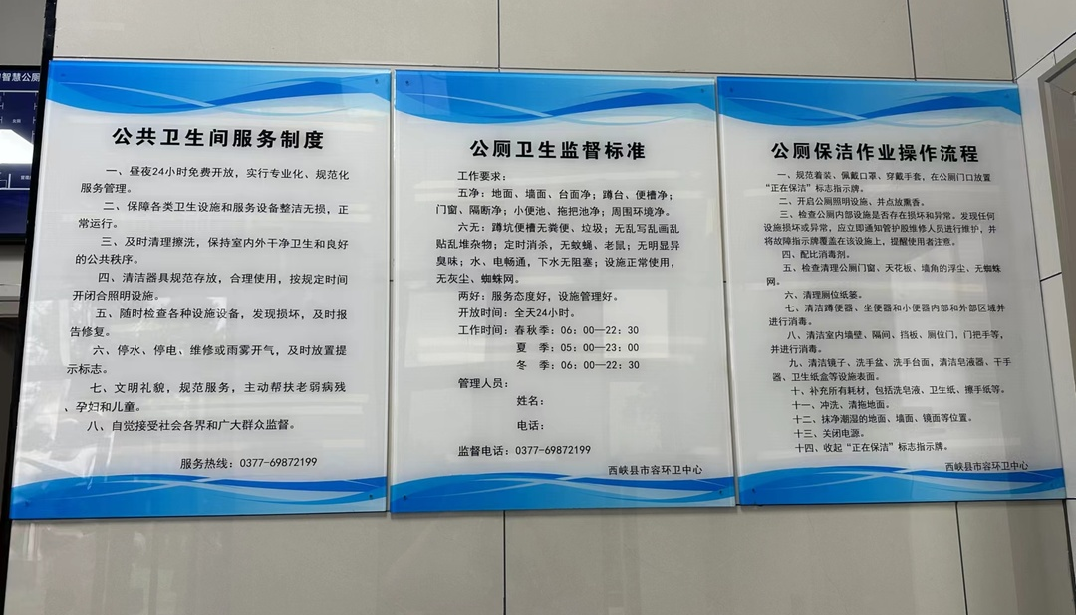 智慧公厕
公共卫生间服务制度
一、昼夜24小时免费开放，实行专业化、规范化
服务管理。
二、保障各类卫生设施和服务设备整洁无损，正
常运行。
三、及时清理擦洗，保持室内外干净卫生和良好
的公共秩序。
四、清洁器具规范存放，合理使用，按规定时间
开闭合照明设施。
五、随时检查各种设施设备，发现损坏，及时报
告修复。
六、停水、停电、维修或雨雾开气，及时放置提
示标志。
七、文明礼貌，规范服务，主动帮扶老弱病残
、孕妇和儿童。
八、自觉接受社会各界和广大群众监督。
服务热线：0377-69872199
公厕卫生监督标准
工作要求：
五净：地面、墙面、台面净；蹲台、便槽净；
门窗、隔断净；小便池、拖把池净；周围环境净。
六无：蹲坑便槽无粪便、垃圾；无乱写乱画乱
贴乱堆杂物；定时消杀，无蚊蝇、老鼠；无明显异
臭味；水、电畅通，下水无阻塞；设施正常使用，
无灰尘、蜘蛛网。
两好：服务态度好，设施管理好。
开放时间：全天24小时。
工作时间：春秋季：06：00—22：30
夏　季：05：00—23：00
冬　季：06：00—22：30
管理人员：
姓名：
电话：
监督电话：0377-69872199
西峡县市容环卫中心
公厕保洁作业操作流程
一、规范着装、佩戴口罩、穿戴手套，在公厕门口放置
“正在保洁”标志指示牌。
二、开启公厕照明设施、并点放熏香。
三、检查公厕内部设施是否存在损坏和异常。发现任何
设施损坏或异常，应立即通知管护股维修人员进行维护，并
将故障指示牌覆盖在该设施上，提醒使用者注意。
四、配比消毒剂。
五、检查清理公厕门窗、天花板、墙角的浮尘、无蜘蛛
网。
六、清理厕位纸篓。
七、清洁蹲便器、坐便器和小便器内部和外部区域并
进行消毒。
八、清洁室内墙壁、隔间、挡板、厕位门、门把手等，
并进行消毒。
九、清洁镜子、洗手盆、洗手台面，清洁皂液器、干手
器、卫生纸盒等设施表面。
十、补充所有耗材，包括洗皂液、卫生纸、擦手纸等。
十一、冲洗、清拖地面。
十二、抹净潮湿的地面、墙面、镜面等位置。
十三、关闭电源。
十四、收起“正在保洁”标志指示牌。
西峡县市容环卫中心